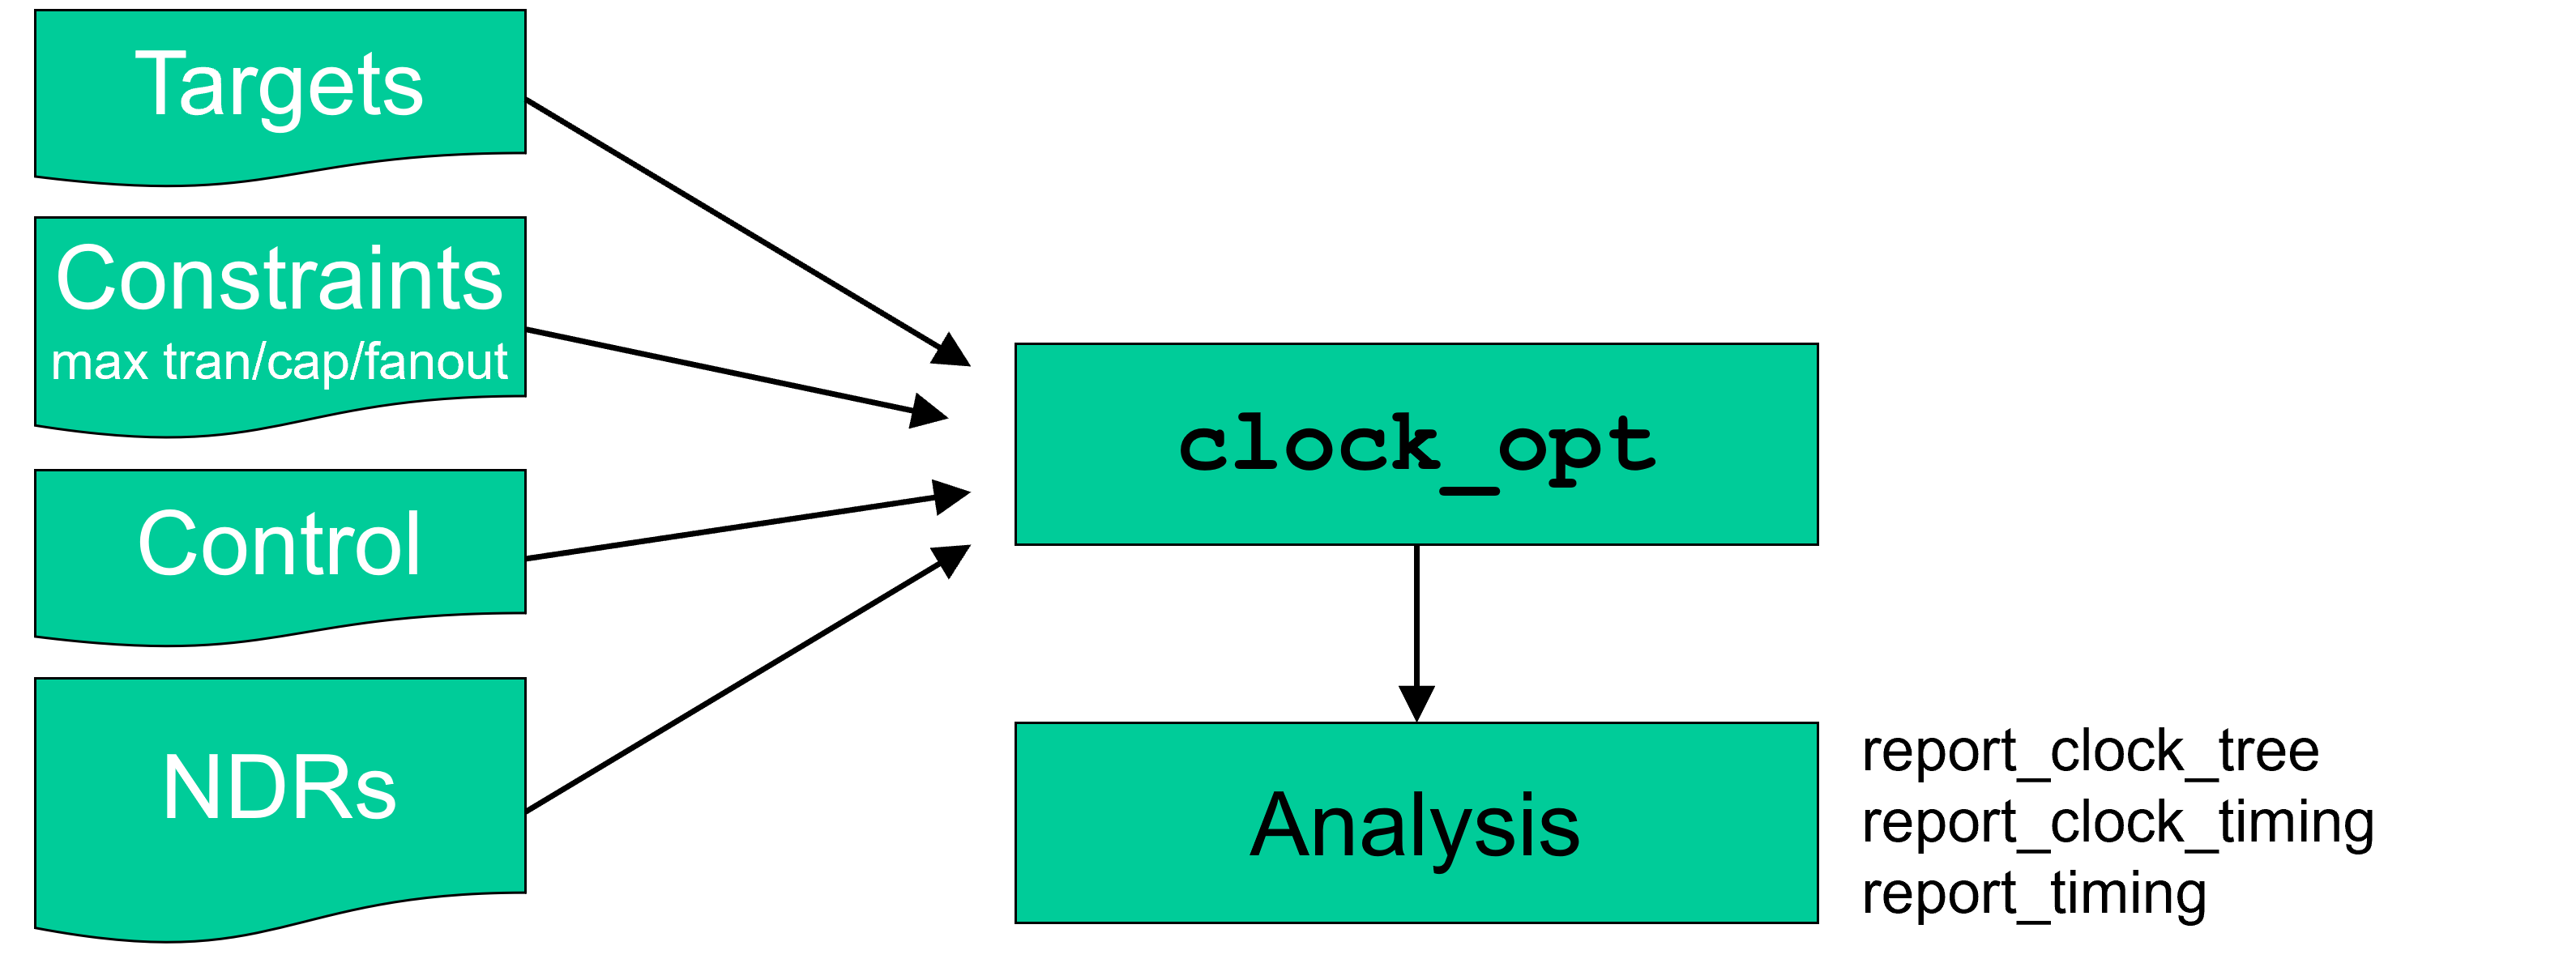 Targets
Constraints
max tran/cap/fanout
Control
NDRs
clock_opt
Analysis
report_clock_tree
report_clock_timing
report_timing